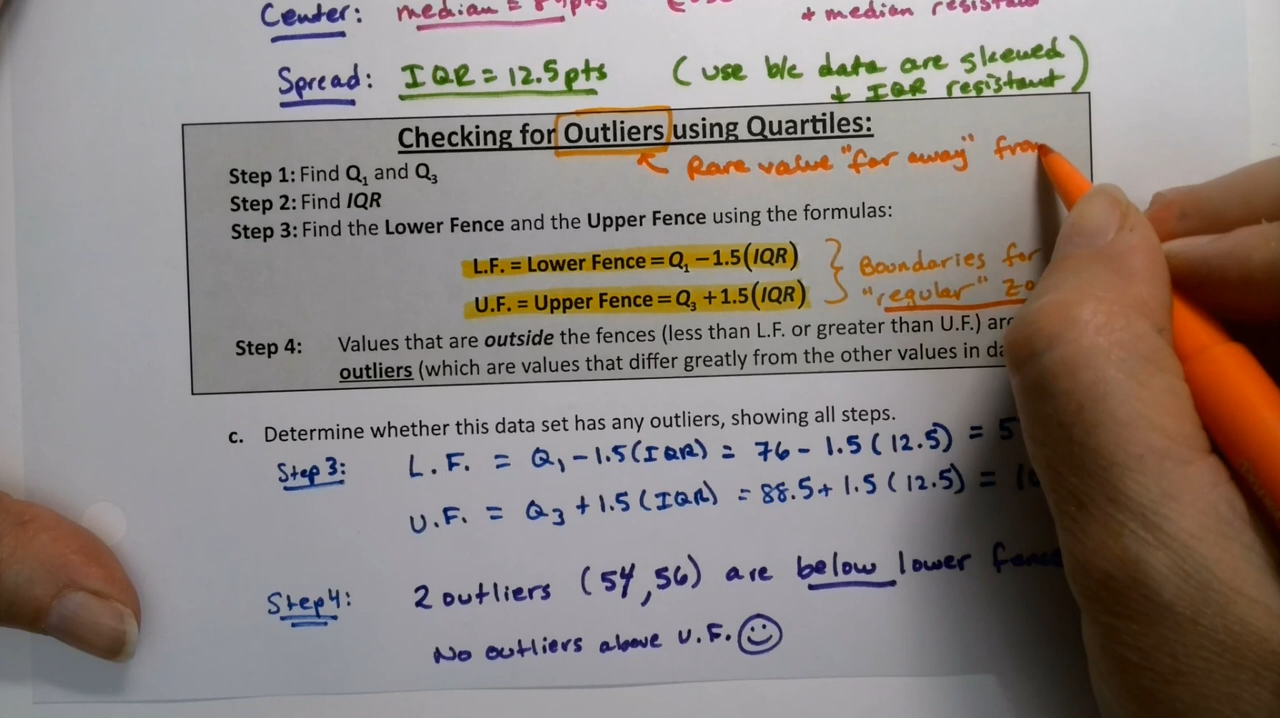 Center: median = 84pts
+ median resistant
Spread: IQR = 12.5pts (use b/c data are skewed
+ IQR resistant)
Checking for Outliers using Quartiles:
Rare value "far away" from
Step 1: Find Q1 and Q3
Step 2: Find IQR
Step 3: Find the Lower Fence and the Upper Fence using the formulas:
L.F. = Lower Fence = Q1 − 1.5(IQR)
U.F. = Upper Fence = Q3 + 1.5(IQR)
} Boundaries for
"regular"
Step 4: Values that are outside the fences (less than L.F. or greater than U.F.) are
outliers (which are values that differ greatly from the other values in
c. Determine whether this data set has any outliers, showing all steps.
Step 3: L.F. = Q1 − 1.5(IQR) = 76 − 1.5(12.5) = 5
U.F. = Q3 + 1.5(IQR) = 88.5 + 1.5(12.5) =
Step 4: 2 outliers (54, 56) are below lower fence
No outliers above U.F.